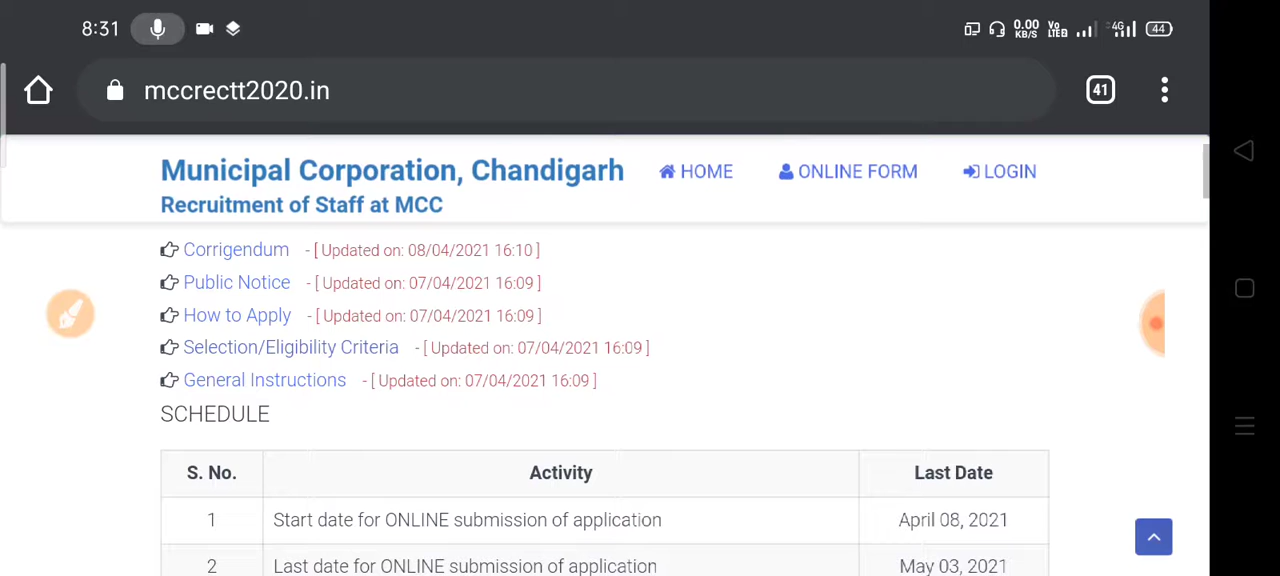 8:31 0.00 KB/S Vo LTE2 4G 44
mccrectt2020.in 41
Municipal Corporation, Chandigarh HOME ONLINE FORM LOGIN
Recruitment of Staff at MCC
Corrigendum - [ Updated on: 08/04/2021 16:10 ]
Public Notice - [ Updated on: 07/04/2021 16:09 ]
How to Apply - [ Updated on: 07/04/2021 16:09 ]
Selection/Eligibility Criteria - [ Updated on: 07/04/2021 16:09 ]
General Instructions - [ Updated on: 07/04/2021 16:09 ]
SCHEDULE
S. No. Activity Last Date
1 Start date for ONLINE submission of application April 08, 2021
2 Last date for ONLINE submission of application May 03, 2021